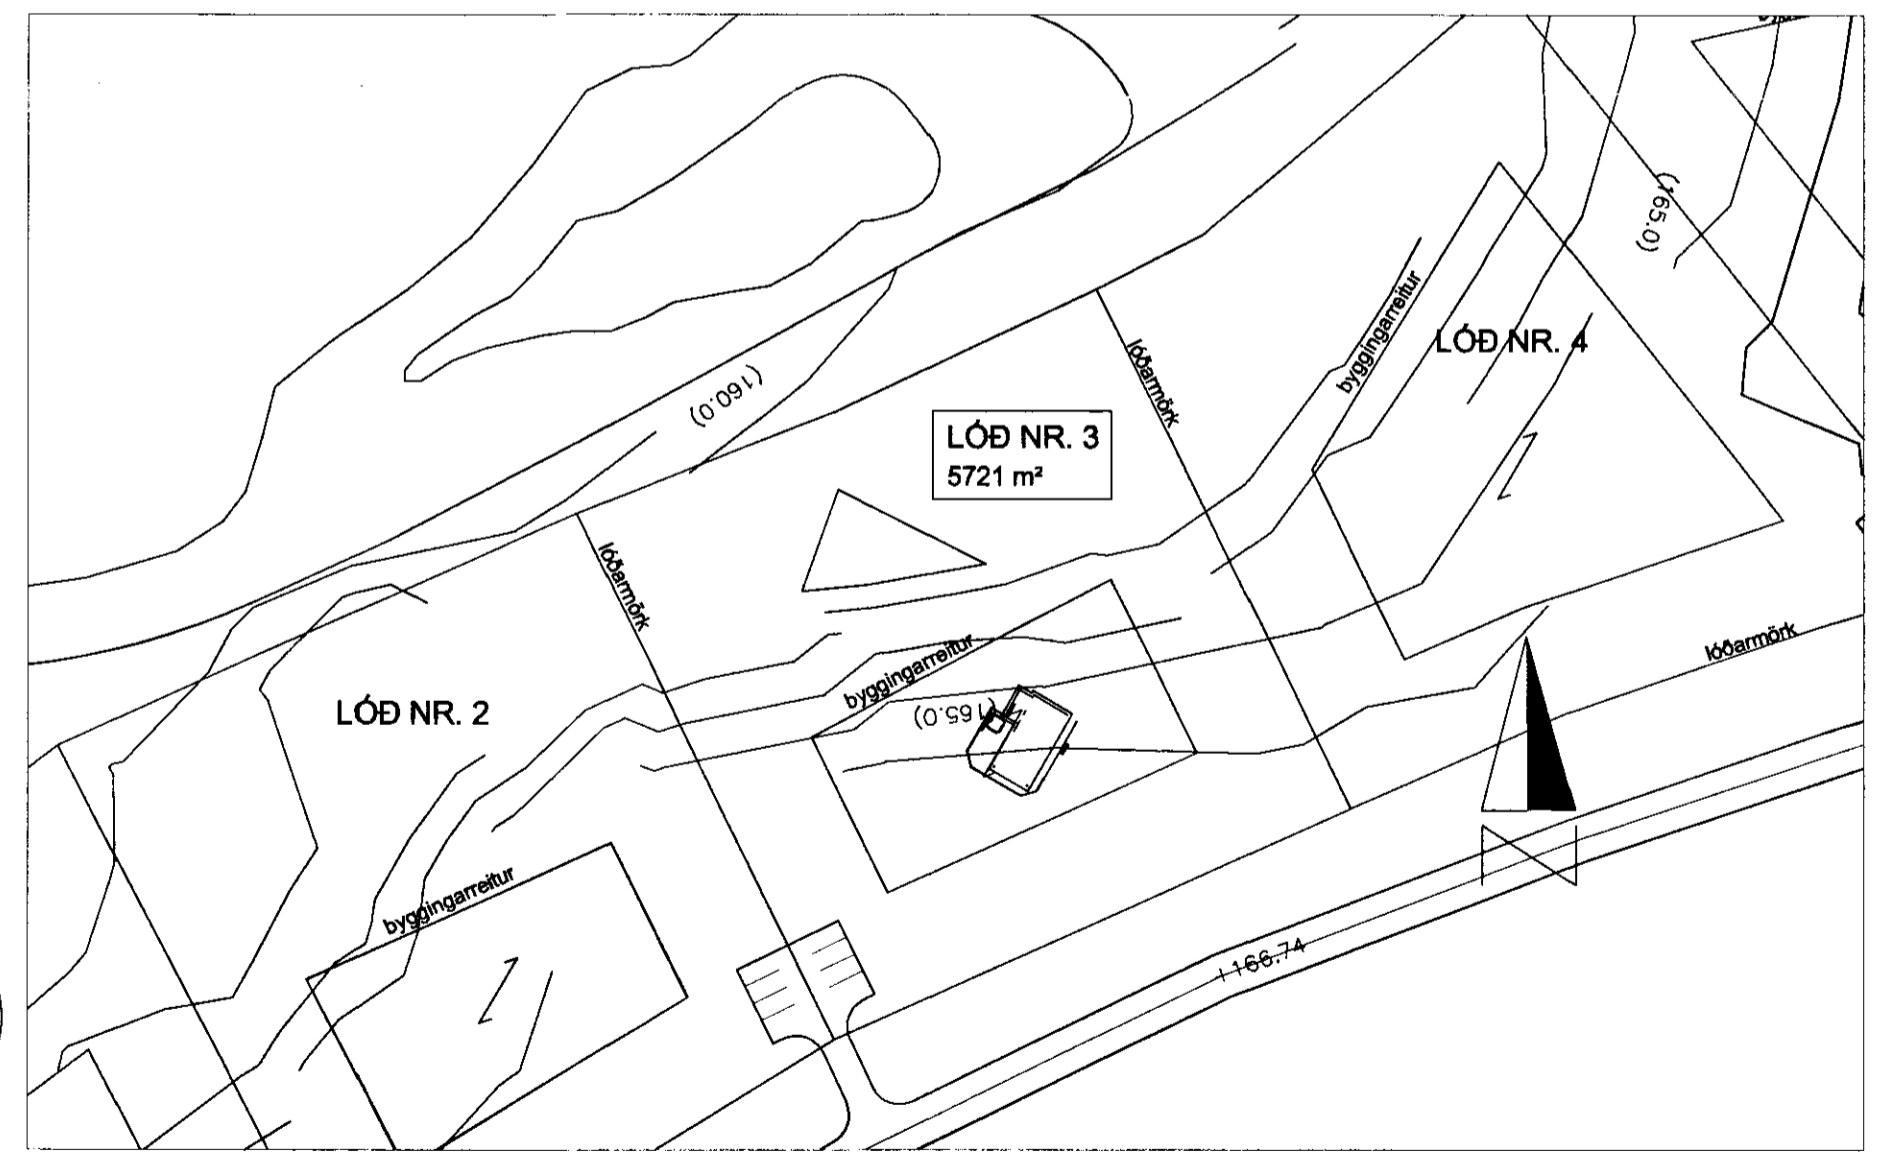 (165.0)
byggingarreitur
LÓÐ NR. 4
lóðarmörk
(160.0)
LÓÐ NR. 3
5721 m²
lóðarmörk
lóðarmörk
byggingarreitur
LÓÐ NR. 2
(165.0)
N
byggingarreitur
166.74